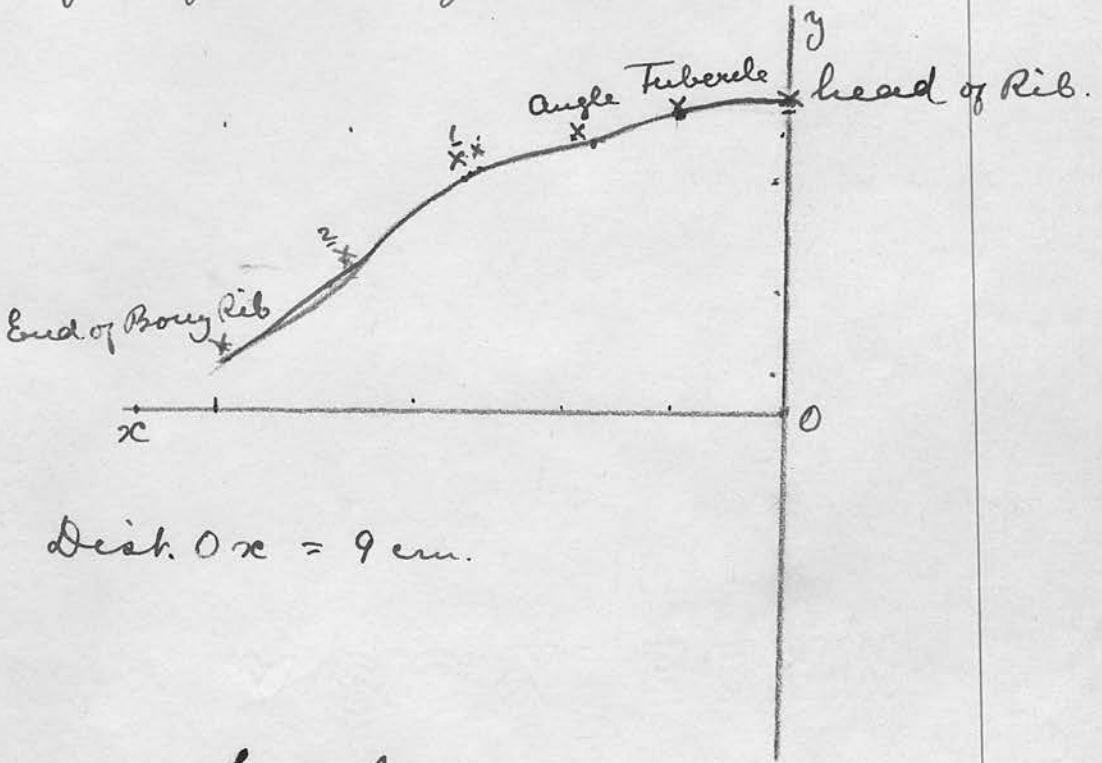 y
Angle Tubercle head of Rib.
1
2
End of Bony Rib
x
O
Dist. Ox = 9 cm.